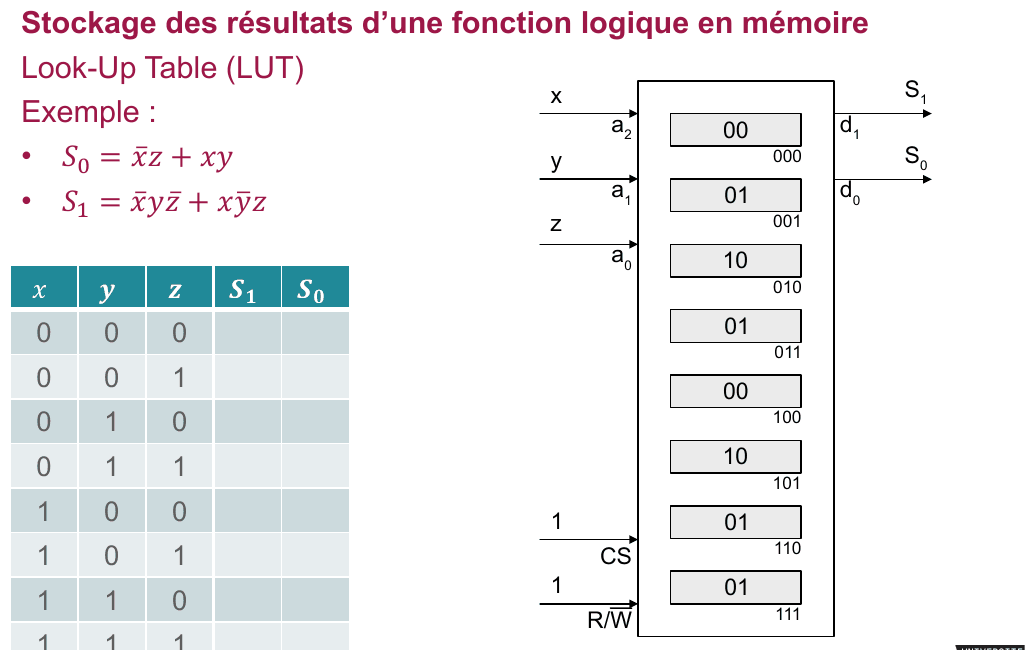 Stockage des résultats d’une fonction logique en mémoire
Look-Up Table (LUT)
Exemple :
• S₀ = x̄z + xy
• S₁ = x̄yz̄ + xȳz
x y z S₁ S₀
0 0 0
0 0 1
0 1 0
0 1 1
1 0 0
1 0 1
1 1 0
1 1 1
x
a₂
y
a₁
z
a₀
1
CS
1
R/W̅
00
000
01
001
10
010
01
011
00
100
10
101
01
110
01
111
S₁
d₁
S₀
d₀